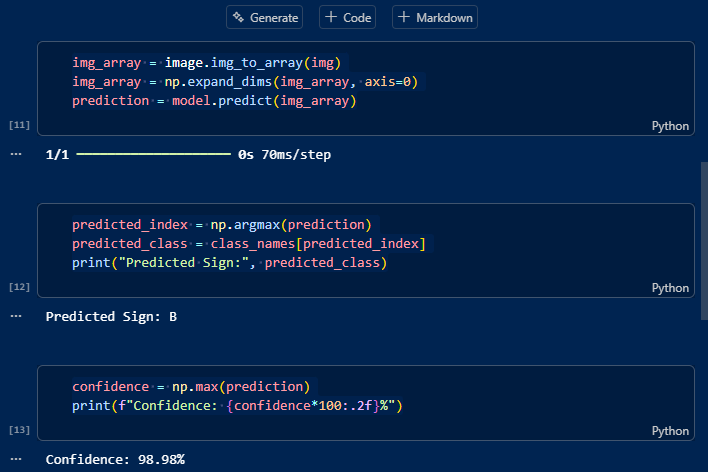 Generate + Code + Markdown
img_array = image.img_to_array(img)
img_array = np.expand_dims(img_array, axis=0)
prediction = model.predict(img_array)
[11]
Python
... 1/1 ━━━━━━━━━━━━━━━━━━━━ 0s 70ms/step
predicted_index = np.argmax(prediction)
predicted_class = class_names[predicted_index]
print("Predicted Sign:", predicted_class)
[12]
Python
... Predicted Sign: B
confidence = np.max(prediction)
print(f"Confidence: {confidence*100:.2f}%")
[13]
Python
... Confidence: 98.98%